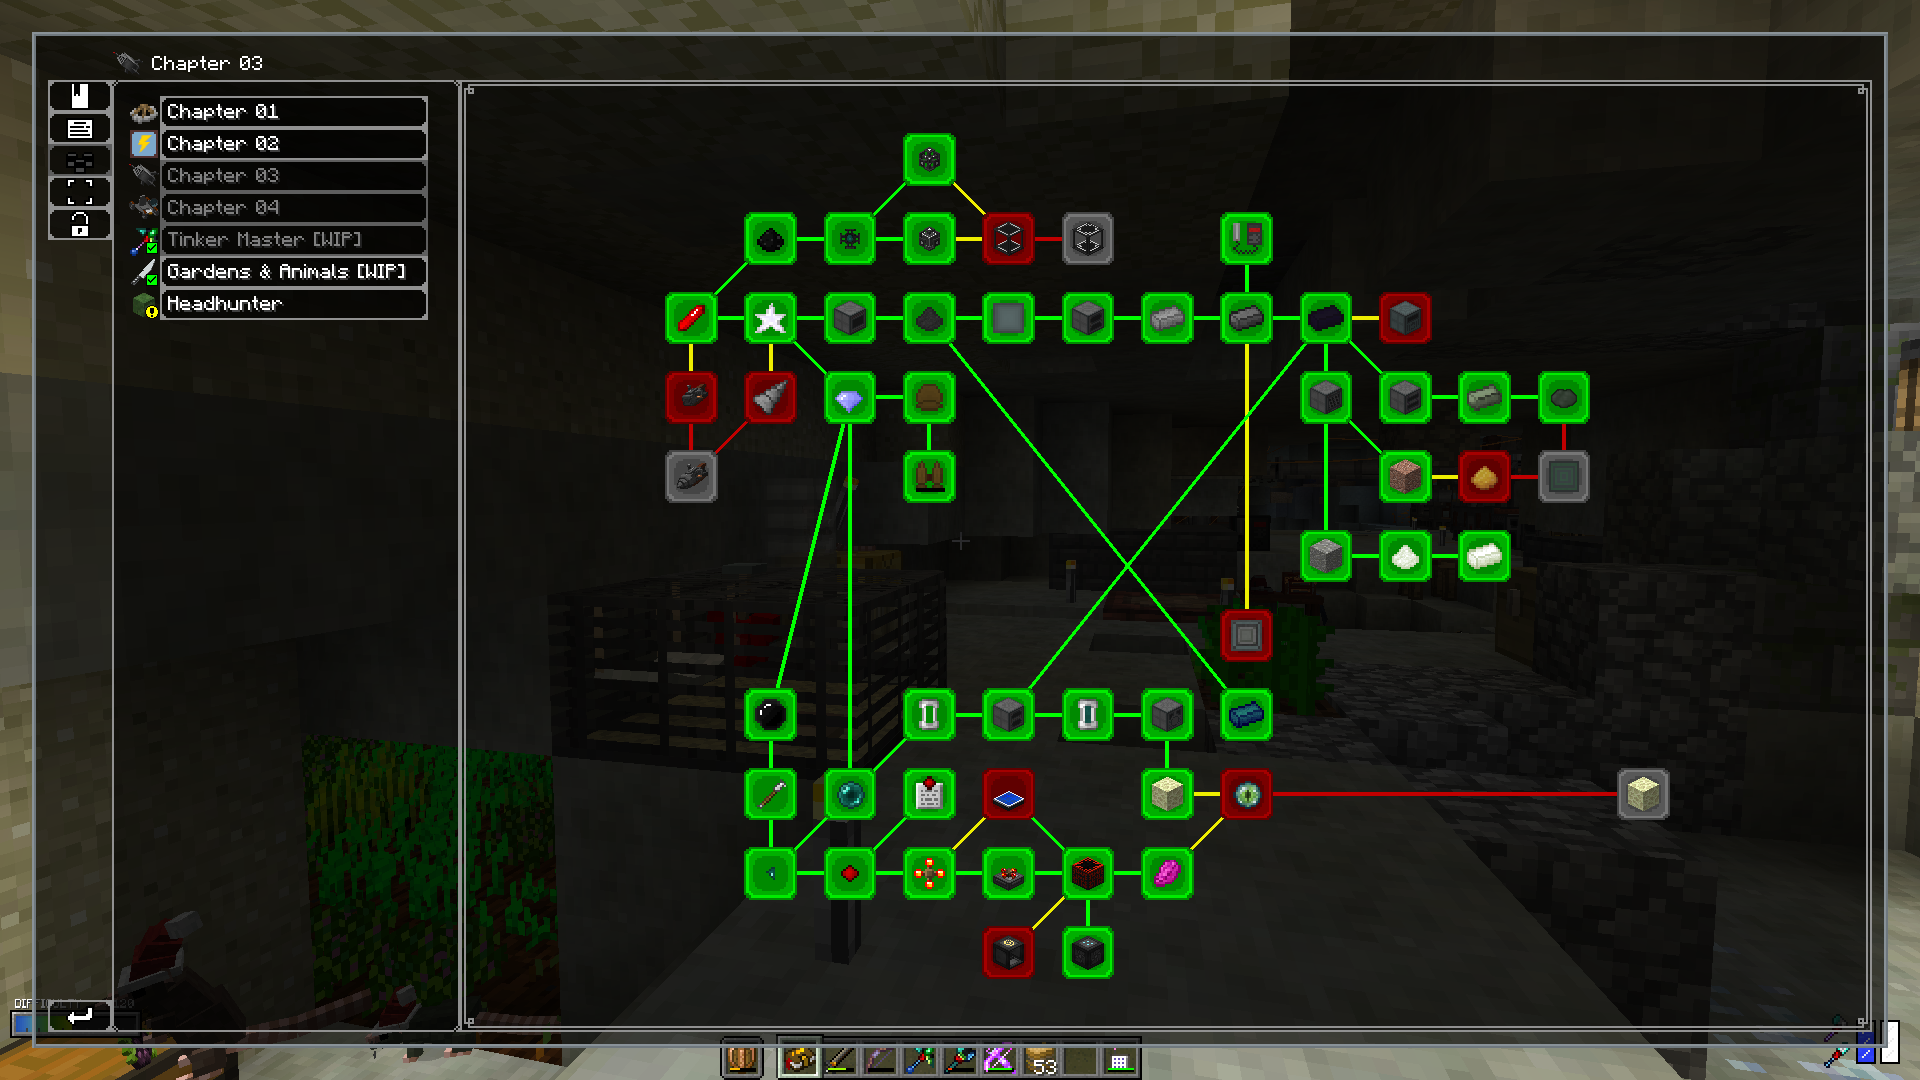 Chapter 03
Chapter 01
Chapter 02
Chapter 03
Chapter 04
Tinker Master [WIP]
Gardens & Animals [WIP]
Headhunter
53